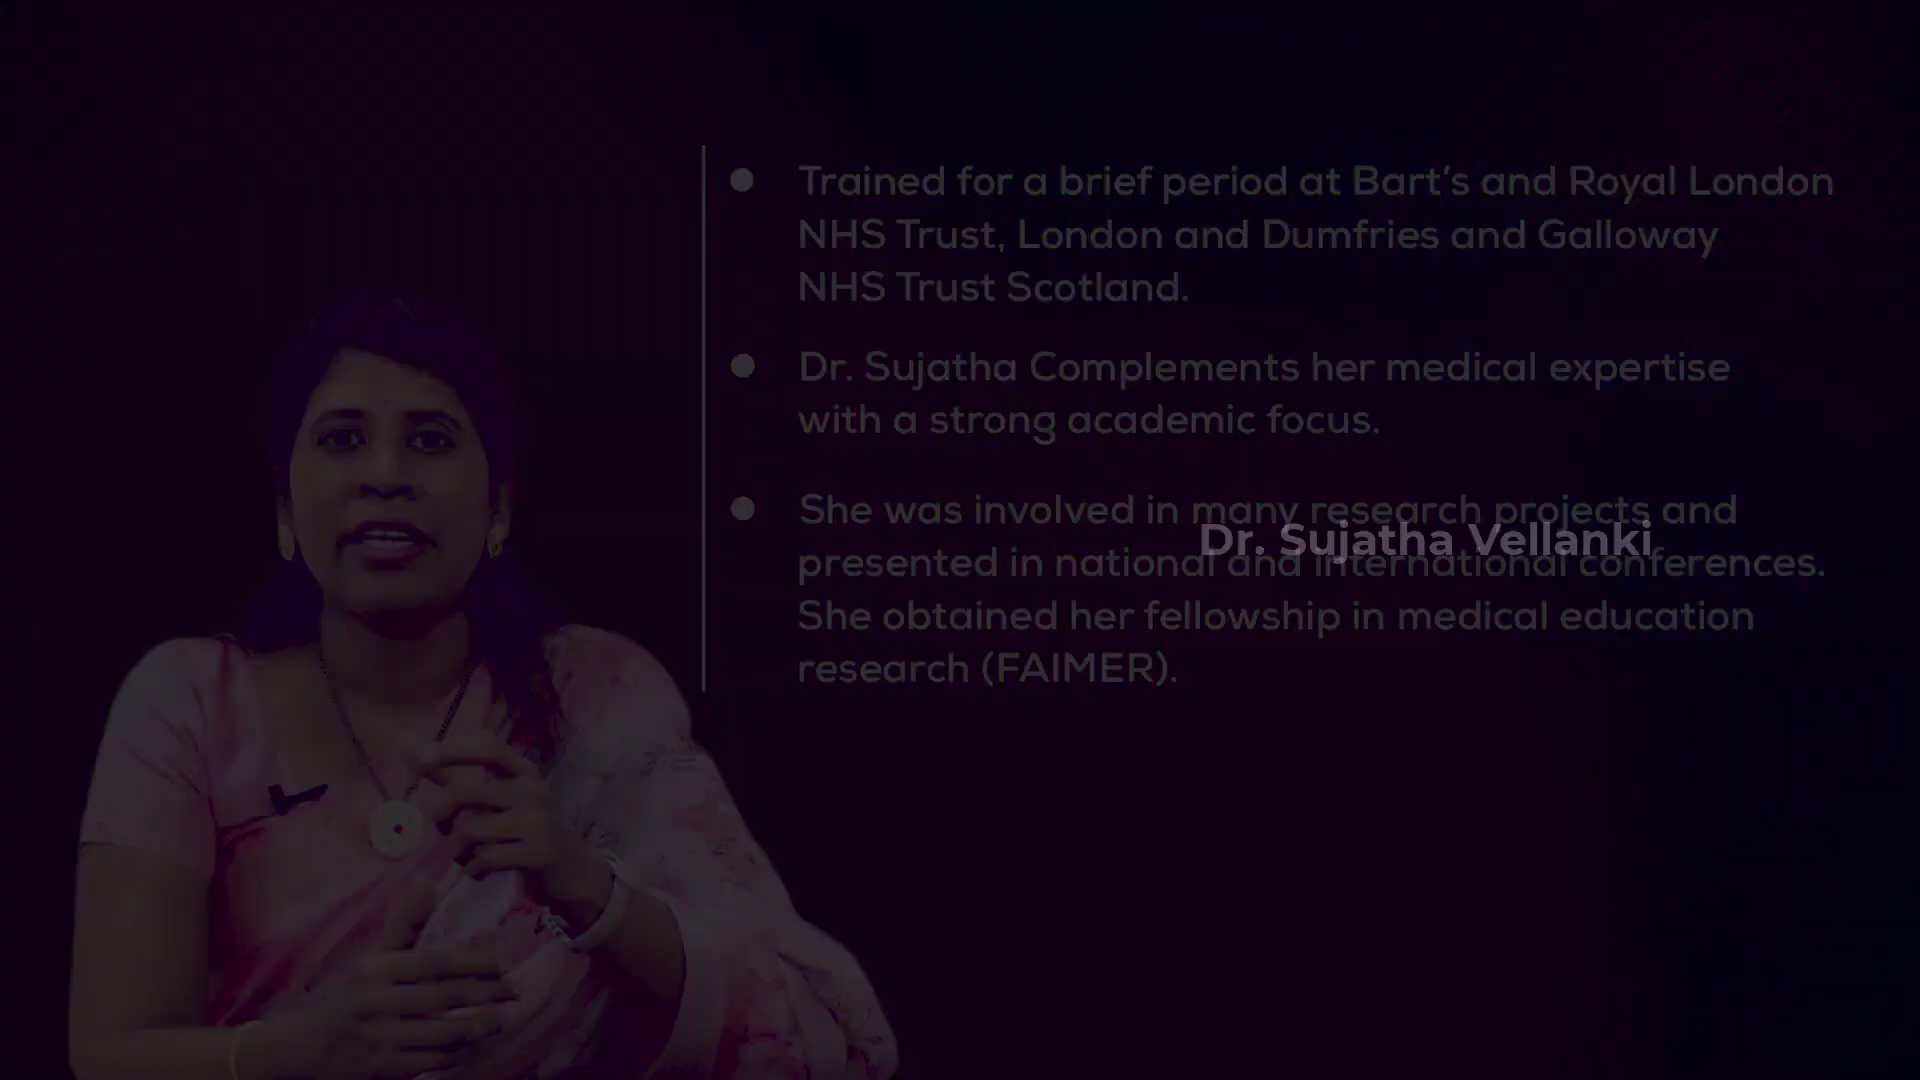 Trained for a brief period at Bart's and Royal London
NHS Trust, London and Dumfries and Galloway
NHS Trust Scotland.
Dr. Sujatha Complements her medical expertise
with a strong academic focus.
She was involved in many research projects and
Dr. Sujatha Vellanki
presented in national and international conferences.
She obtained her fellowship in medical education
research (FAIMER).